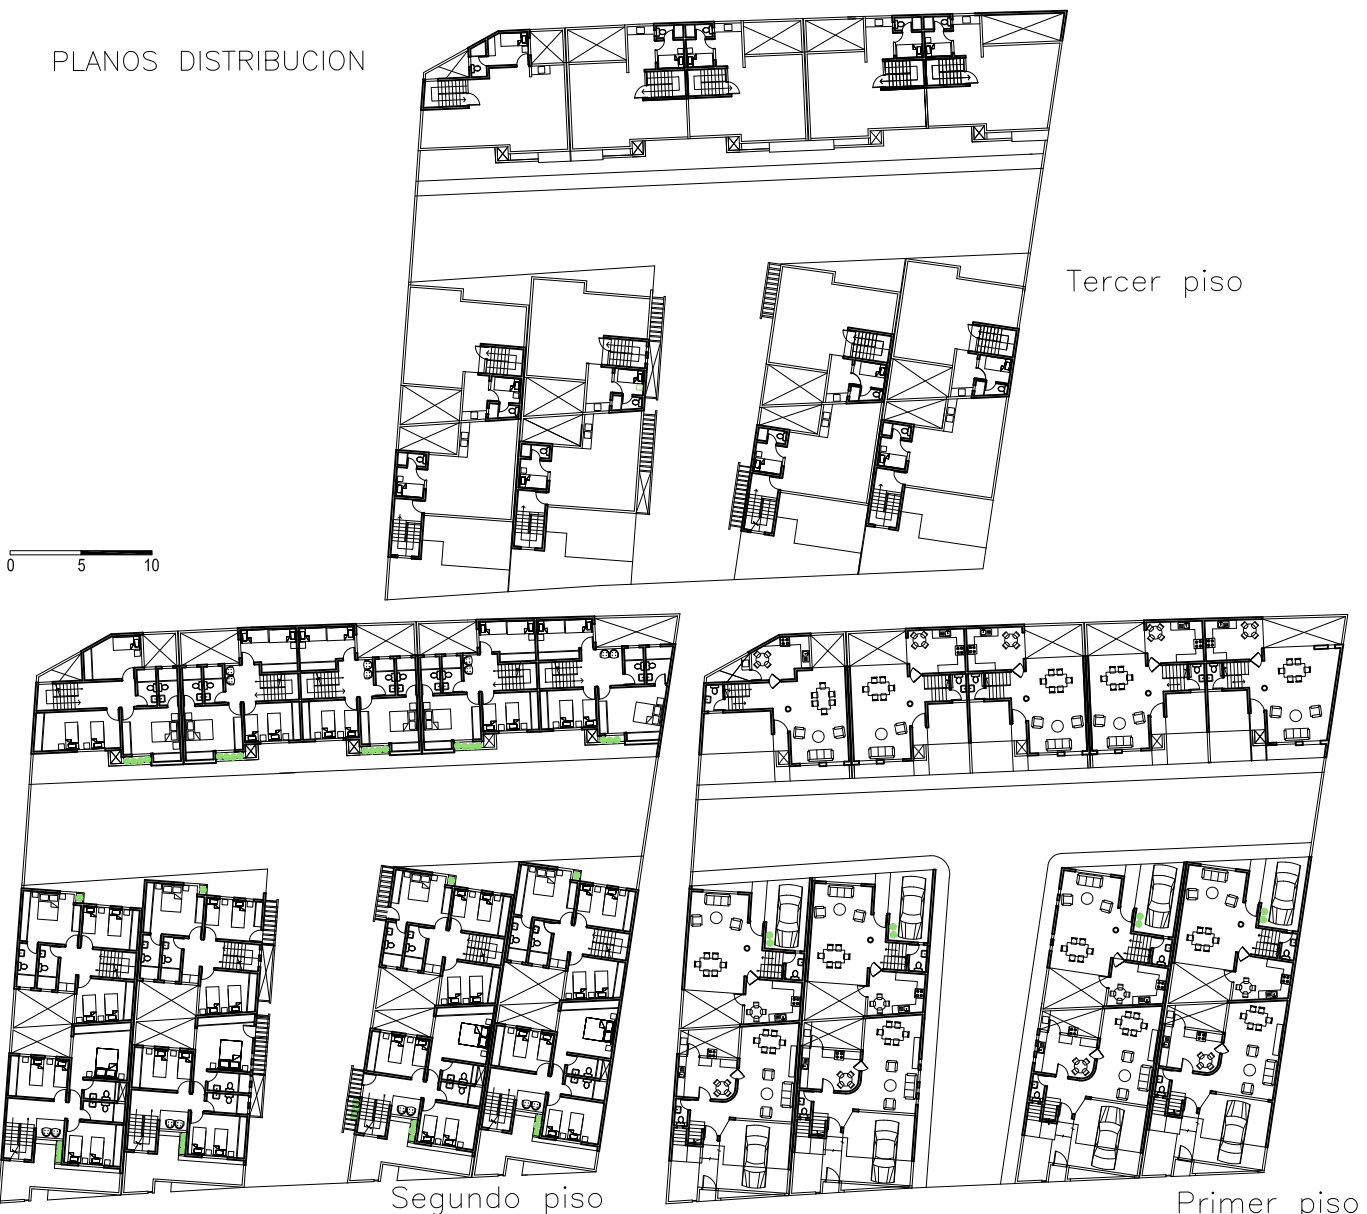 PLANOS DISTRIBUCION
Tercer piso
0 5 10
Segundo piso
Primer piso